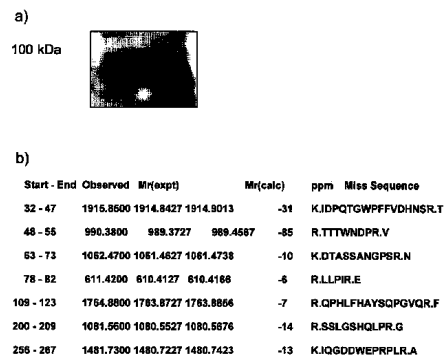 a)
100 kDa
b)
Start - End Observed Mr(expt) Mr(calc) ppm Miss Sequence
32 - 47 1915.8500 1914.8427 1914.9013 -31 K.IDPQTGWPFFVDHNSR.T
48 - 55 990.3800 989.3727 989.4567 -85 R.TTTWNDPR.V
63 - 73 1062.4700 1061.4627 1061.4738 -10 K.DTASSANGPSR.N
78 - 82 611.4200 610.4127 610.4166 -6 R.LLPIR.E
109 - 123 1764.8800 1763.8727 1763.8856 -7 R.QPHLFHAYSQPGVQR.F
200 - 209 1081.5600 1080.5527 1080.5676 -14 R.SSLGSHQLPR.G
255 - 267 1481.7300 1480.7227 1480.7423 -13 K.IQGDDWEPRPLR.A